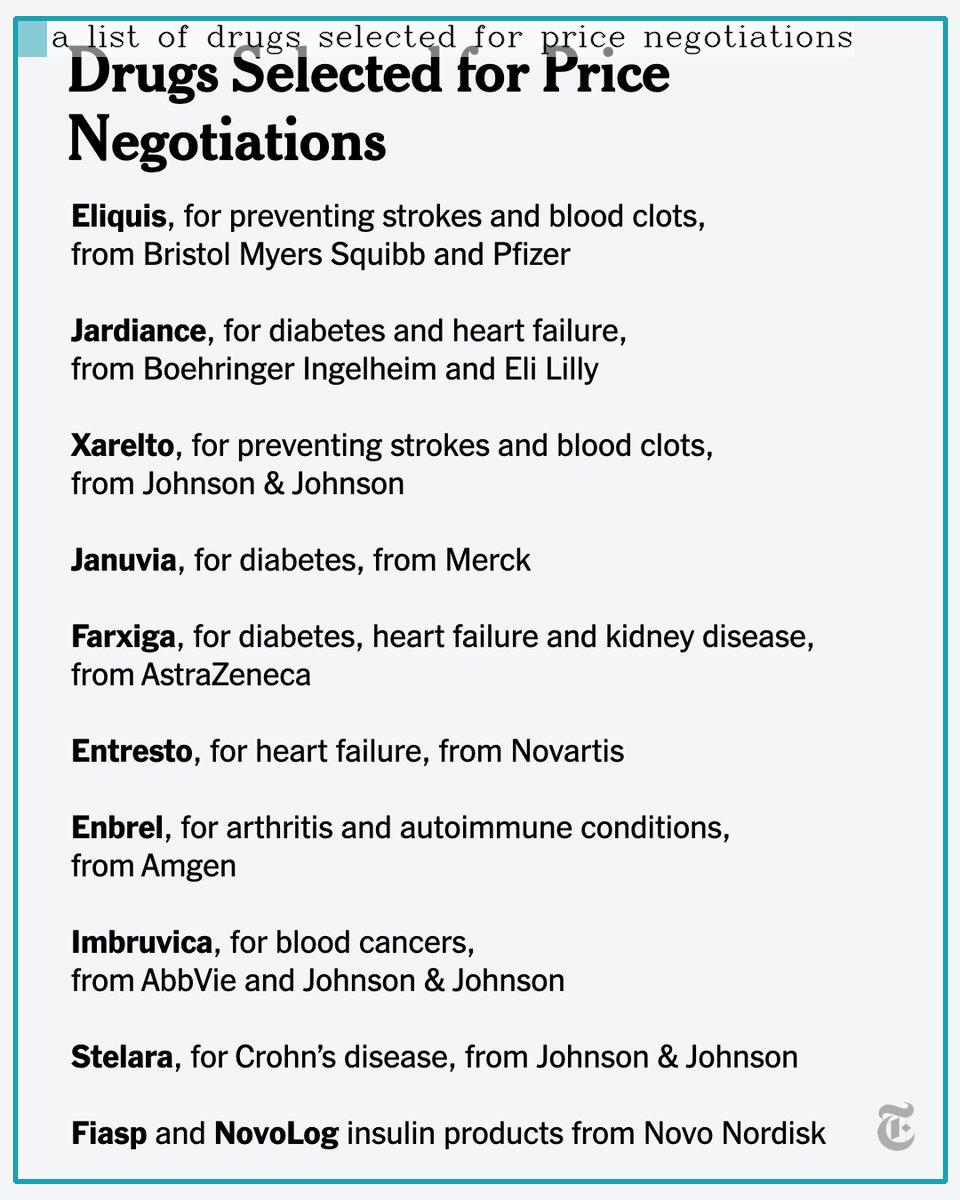 a list of drugs selected for price negotiations
Drugs Selected for Price
Negotiations
Eliquis, for preventing strokes and blood clots,
from Bristol Myers Squibb and Pfizer
Jardiance, for diabetes and heart failure,
from Boehringer Ingelheim and Eli Lilly
Xarelto, for preventing strokes and blood clots,
from Johnson & Johnson
Januvia, for diabetes, from Merck
Farxiga, for diabetes, heart failure and kidney disease,
from AstraZeneca
Entresto, for heart failure, from Novartis
Enbrel, for arthritis and autoimmune conditions,
from Amgen
Imbruvica, for blood cancers,
from AbbVie and Johnson & Johnson
Stelara, for Crohn’s disease, from Johnson & Johnson
Fiasp and NovoLog insulin products from Novo Nordisk
T